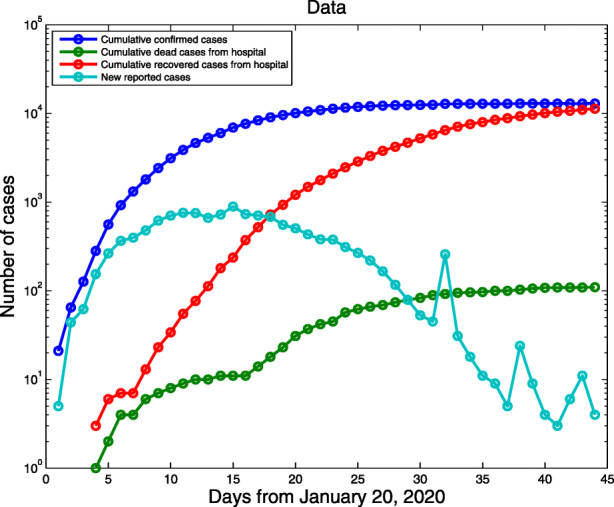 Data
10^5
10^4
10^3
10^2
10^1
10^0
Number of cases
Cumulative confirmed cases
Cumulative dead cases from hospital
Cumulative recovered cases from hospital
New reported cases
0 5 10 15 20 25 30 35 40 45
Days from January 20, 2020